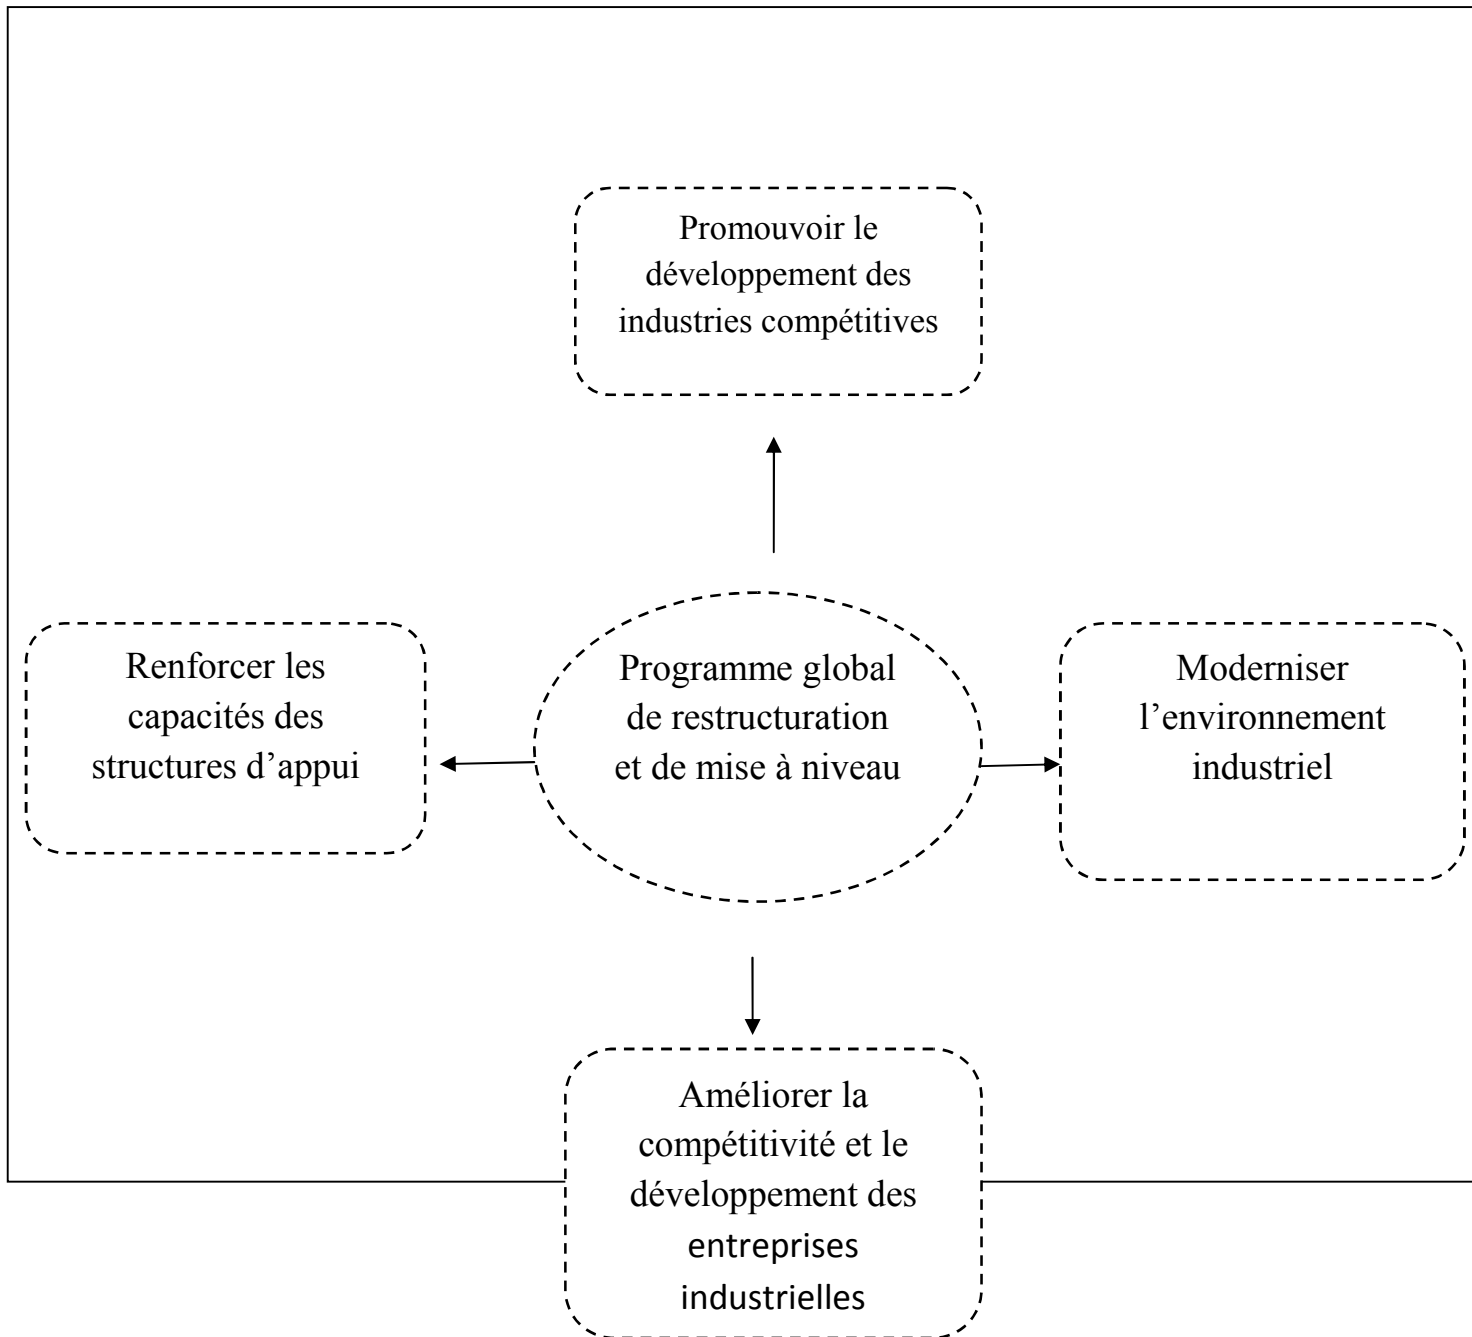 Promouvoir le
développement des
industries compétitives
Renforcer les
capacités des
structures d’appui
Programme global
de restructuration
et de mise à niveau
Moderniser
l’environnement
industriel
Améliorer la
compétitivité et le
développement des
entreprises
industrielles